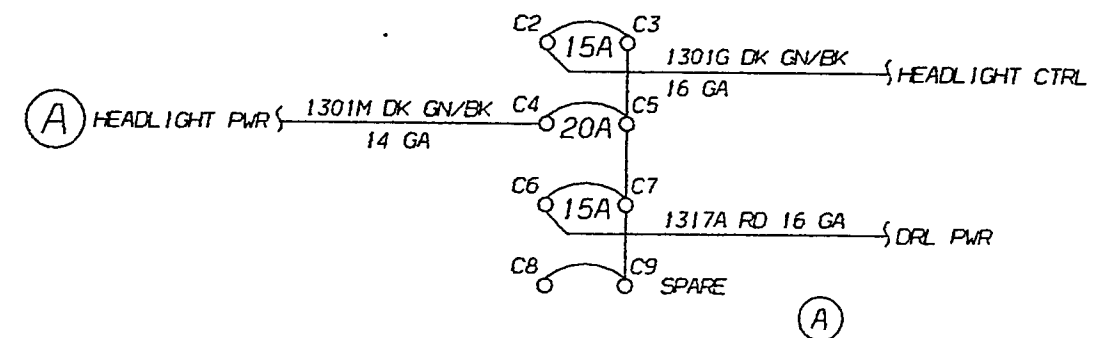 C2 C3
15A
1301G DK GN/BK
HEADLIGHT CTRL
16 GA
A HEADLIGHT PWR 1301M DK GN/BK C4 C5
20A
14 GA
C6 C7
15A
1317A RD 16 GA
DRL PWR
C8 C9 SPARE
A